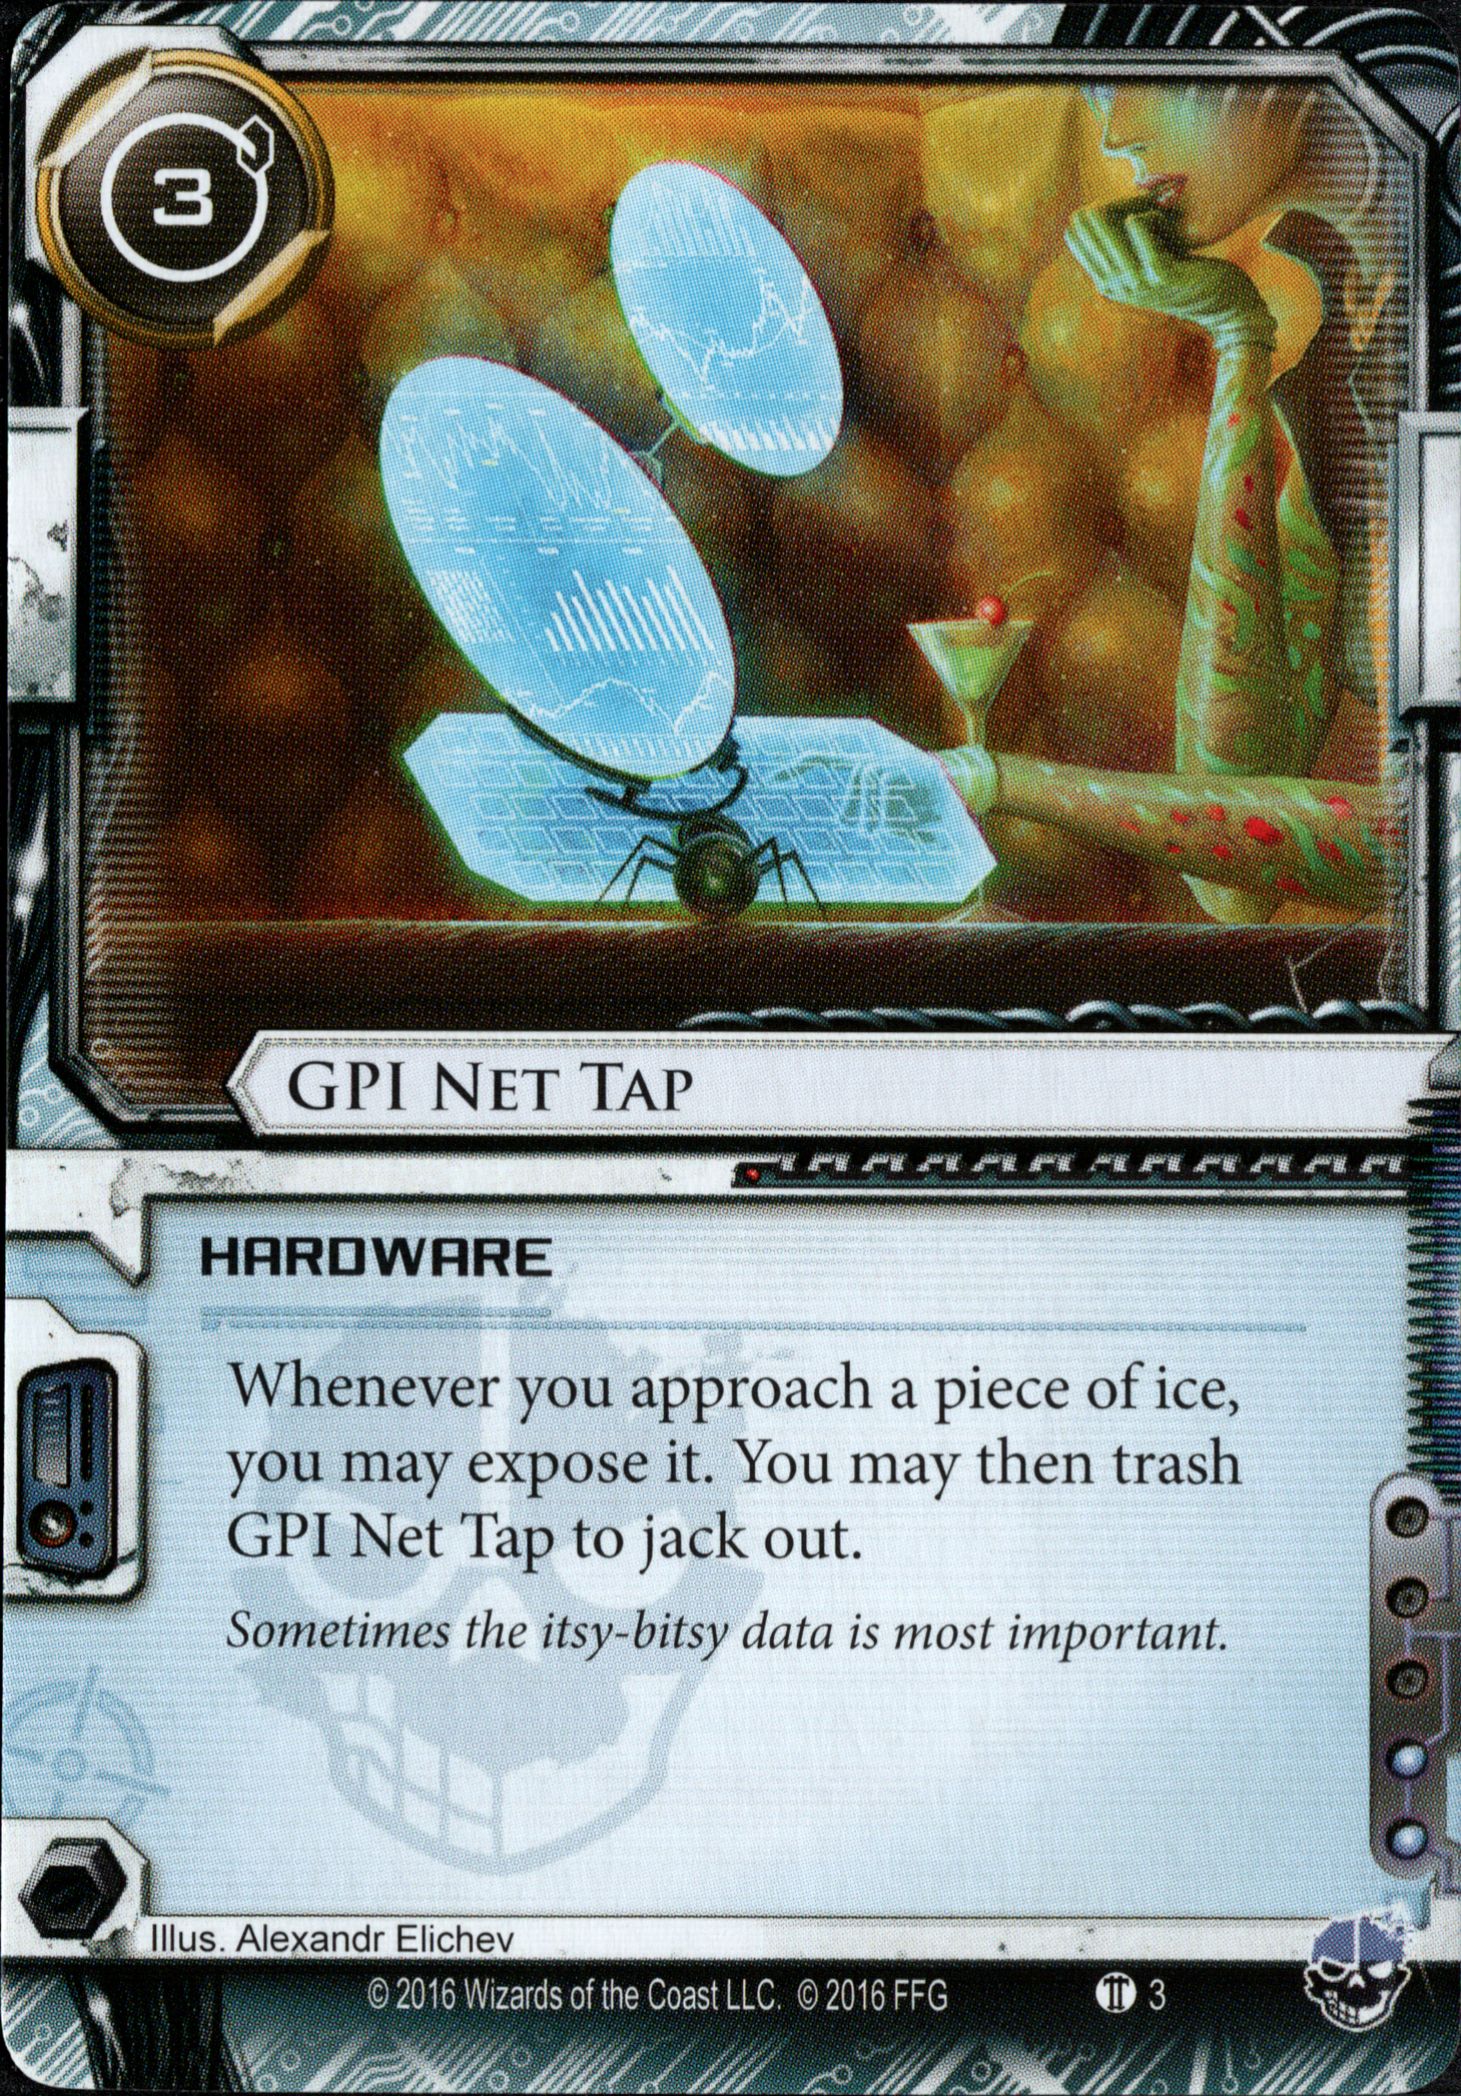 3
GPI NET TAP
HARDWARE
Whenever you approach a piece of ice,
you may expose it. You may then trash
GPI Net Tap to jack out.
Sometimes the itsy-bitsy data is most important.
Illus. Alexandr Elichev
© 2016 Wizards of the Coast LLC. © 2016 FFG
3